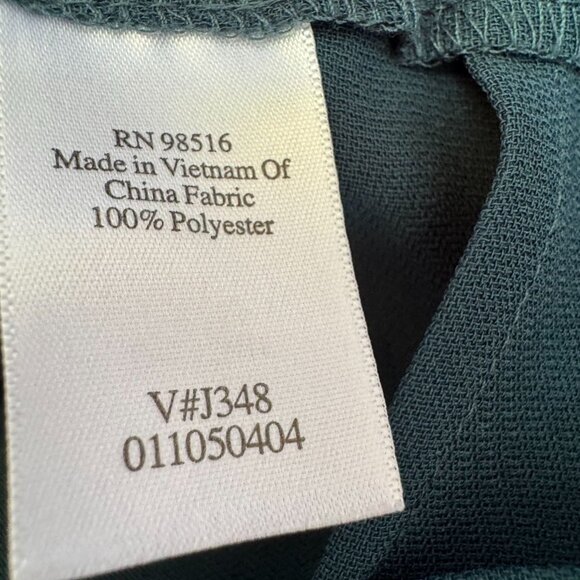 RN 98516
Made in Vietnam Of
China Fabric
100% Polyester
V#J348
011050404